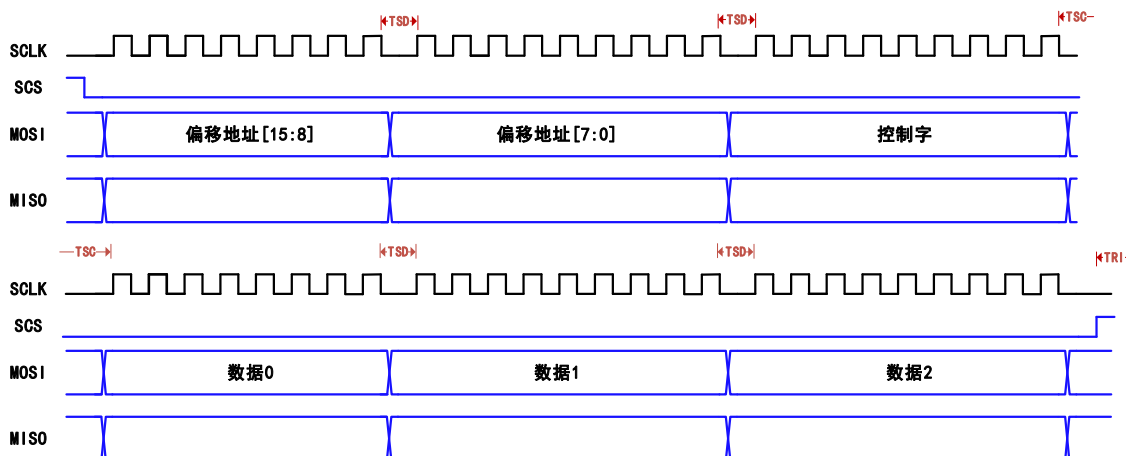 TSD TSD TSC
SCLK
SCS
MOSI 偏移地址[15:8] 偏移地址[7:0] 控制字
MISO
TSC TSD TSD TRI
SCLK
SCS
MOSI 数据0 数据1 数据2
MISO